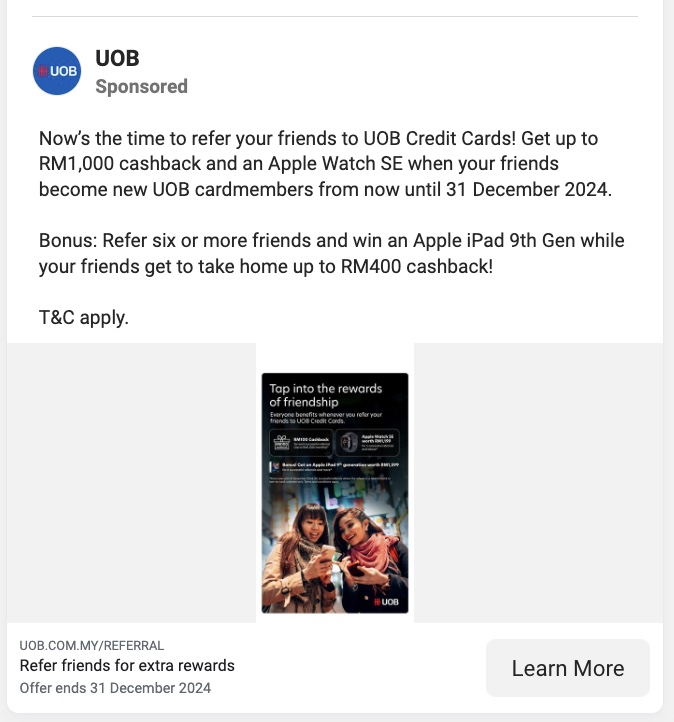 UOB
UOB
Sponsored
Now's the time to refer your friends to UOB Credit Cards! Get up to
RM1,000 cashback and an Apple Watch SE when your friends
become new UOB cardmembers from now until 31 December 2024.
Bonus: Refer six or more friends and win an Apple iPad 9th Gen while
your friends get to take home up to RM400 cashback!
T&C apply.
Tap into the rewards
of friendship
Everyone benefits whenever you refer your
friends to UOB Credit Cards.
RM100 Cashback
Apple Watch SE
worth RM1,199
Bonus! Get an Apple iPad 9th generation worth RM1,599
UOB
UOB.COM.MY/REFERRAL
Refer friends for extra rewards
Offer ends 31 December 2024
Learn More